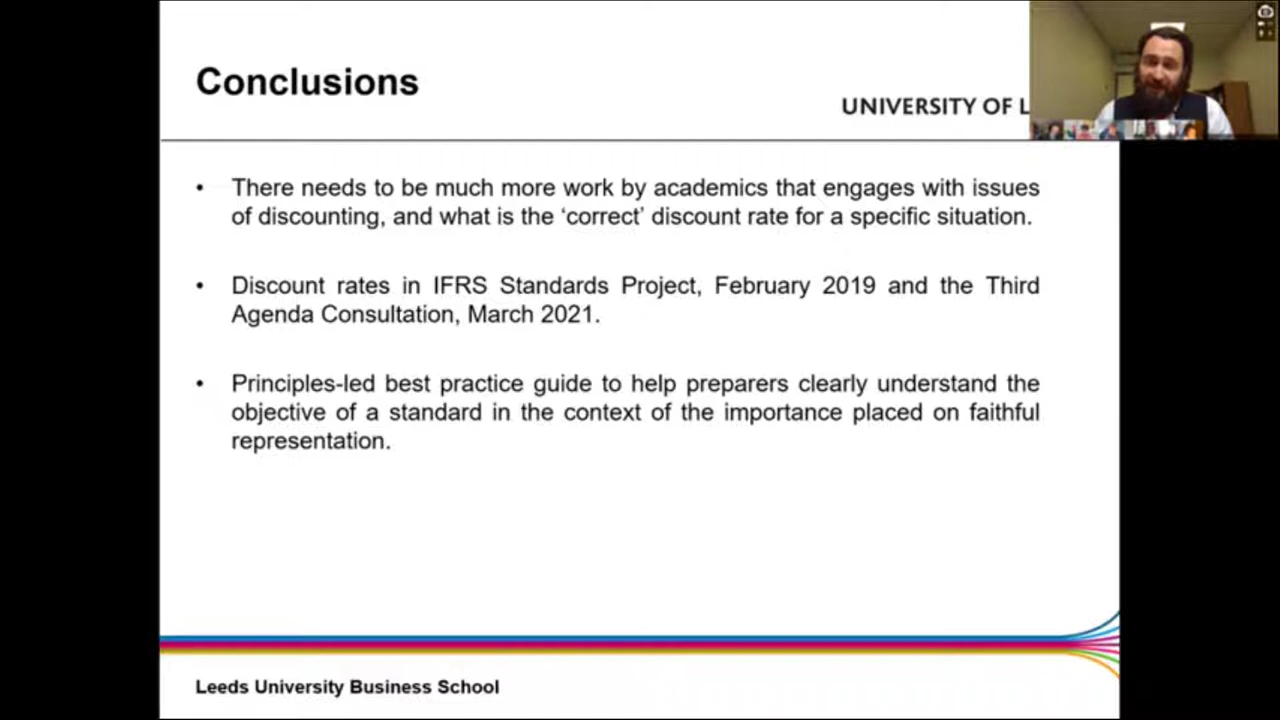 Conclusions
UNIVERSITY OF L
• There needs to be much more work by academics that engages with issues
of discounting, and what is the ‘correct’ discount rate for a specific situation.
• Discount rates in IFRS Standards Project, February 2019 and the Third
Agenda Consultation, March 2021.
• Principles-led best practice guide to help preparers clearly understand the
objective of a standard in the context of the importance placed on faithful
representation.
Leeds University Business School